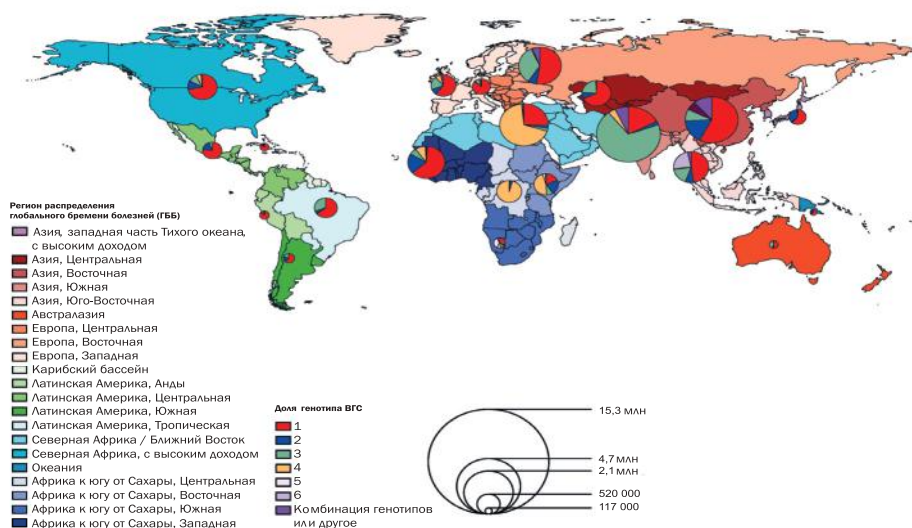 Регион распределения
глобального бремени болезней (ГББ)
Азия, западная часть Тихого океана,
с высоким доходом
Азия, Центральная
Азия, Восточная
Азия, Южная
Азия, Юго-Восточная
Австралазия
Европа, Центральная
Европа, Восточная
Европа, Западная
Карибский бассейн
Латинская Америка, Анды
Латинская Америка, Центральная
Латинская Америка, Южная
Латинская Америка, Тропическая
Северная Африка / Ближний Восток
Северная Африка, с высоким доходом
Океания
Африка к югу от Сахары, Центральная
Африка к югу от Сахары, Восточная
Африка к югу от Сахары, Южная
Африка к югу от Сахары, Западная
Доля генотипа ВГС
1
2
3
4
5
6
Комбинация генотипов
или другое
15,3 млн
4,7 млн
2,1 млн
520 000
117 000